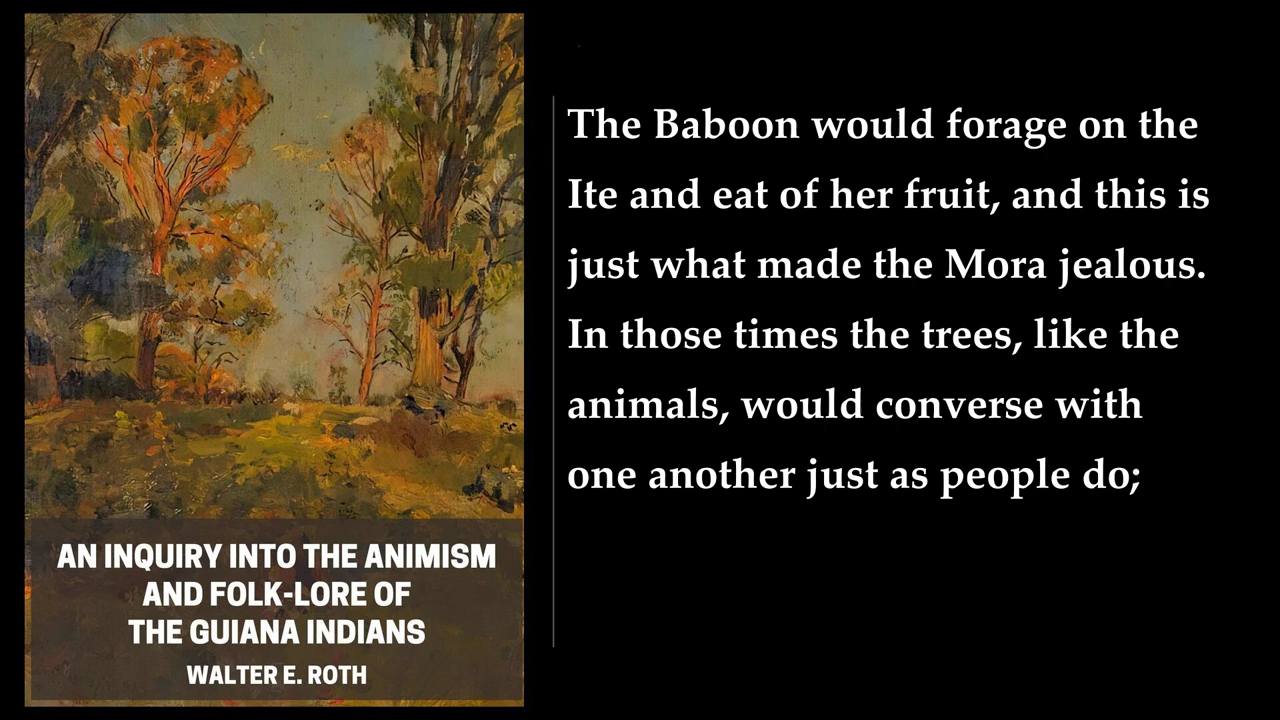 The Baboon would forage on the
Ite and eat of her fruit, and this is
just what made the Mora jealous.
In those times the trees, like the
animals, would converse with
one another just as people do;
AN INQUIRY INTO THE ANIMISM
AND FOLK-LORE OF
THE GUIANA INDIANS
WALTER E. ROTH